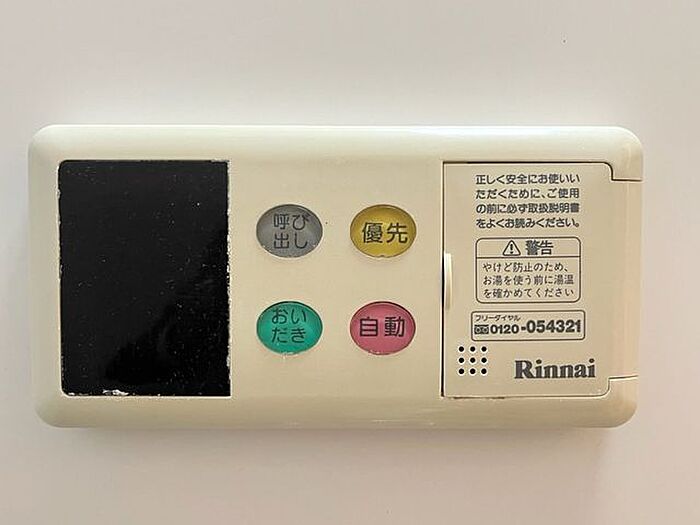 呼び
出し
優先
おい
だき
自動
正しく安全にお使いい
ただくために、ご使用
の前に必ず取扱説明書
をよくお読みください。
警告
やけど防止のため、
お湯を使う前に湯温
を確かめてください
フリーダイヤル
0120-054321
Rinnai